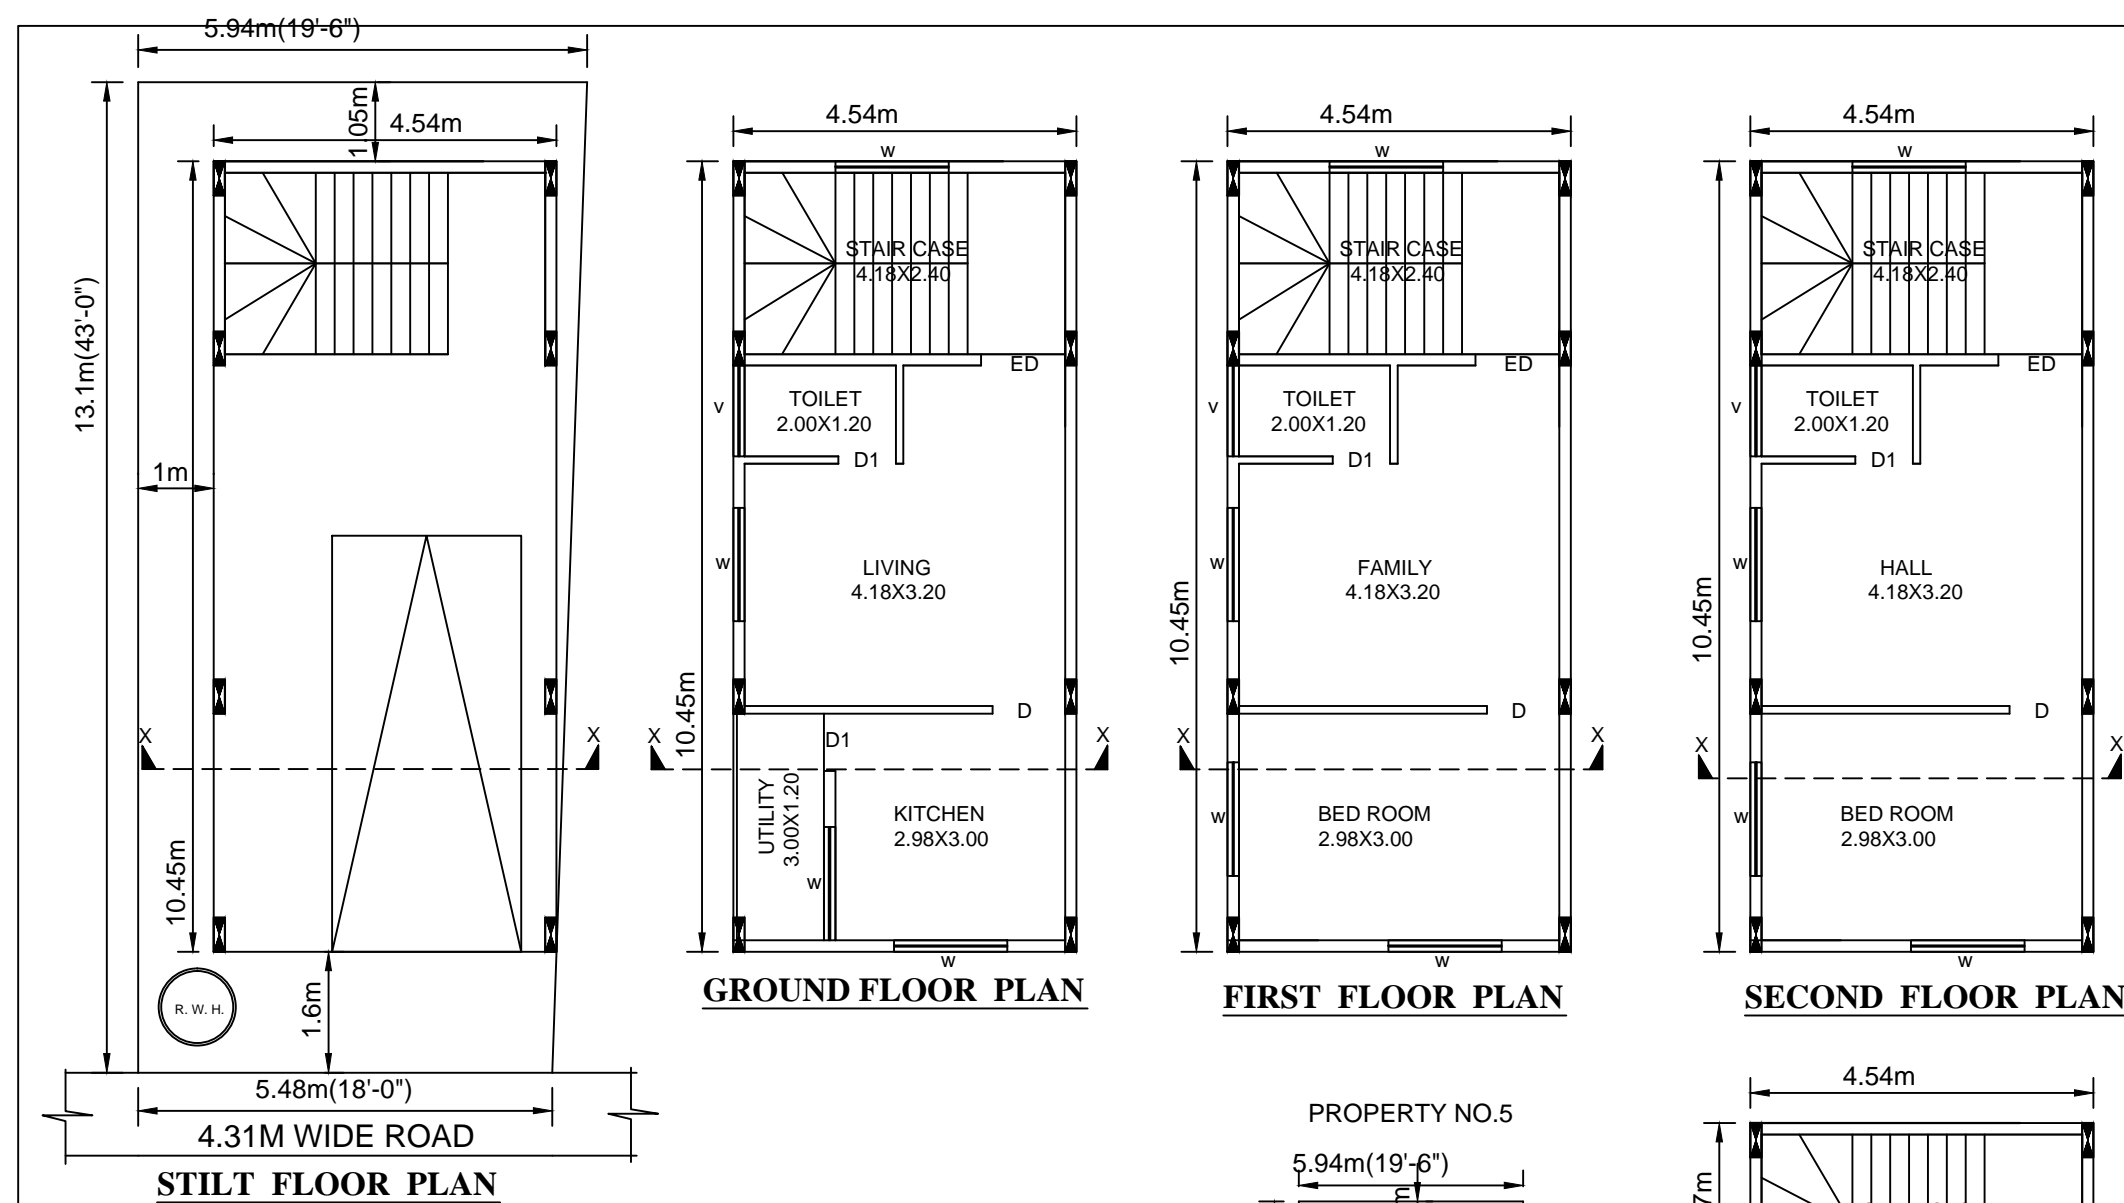 5.94m(19'-6")
1.05m
4.54m
13.1m(43'-0")
1m
X
X
10.45m
R. W. H.
1.6m
5.48m(18'-0")
4.31M WIDE ROAD
STILT FLOOR PLAN
4.54m
w
STAIR CASE
4.18X2.40
ED
TOILET
2.00X1.20
v
D1
w
LIVING
4.18X3.20
10.45m
D
X
X
D1
UTILITY
3.00X1.20
KITCHEN
2.98X3.00
w
w
GROUND FLOOR PLAN
4.54m
w
STAIR CASE
4.18X2.40
ED
TOILET
2.00X1.20
v
D1
w
FAMILY
4.18X3.20
10.45m
D
X
X
w
BED ROOM
2.98X3.00
w
FIRST FLOOR PLAN
4.54m
w
STAIR CASE
4.18X2.40
ED
TOILET
2.00X1.20
v
D1
w
HALL
4.18X3.20
10.45m
D
X
X
w
BED ROOM
2.98X3.00
w
SECOND FLOOR PLAN
PROPERTY NO.5
5.94m(19'-6")
m
4.54m
7m